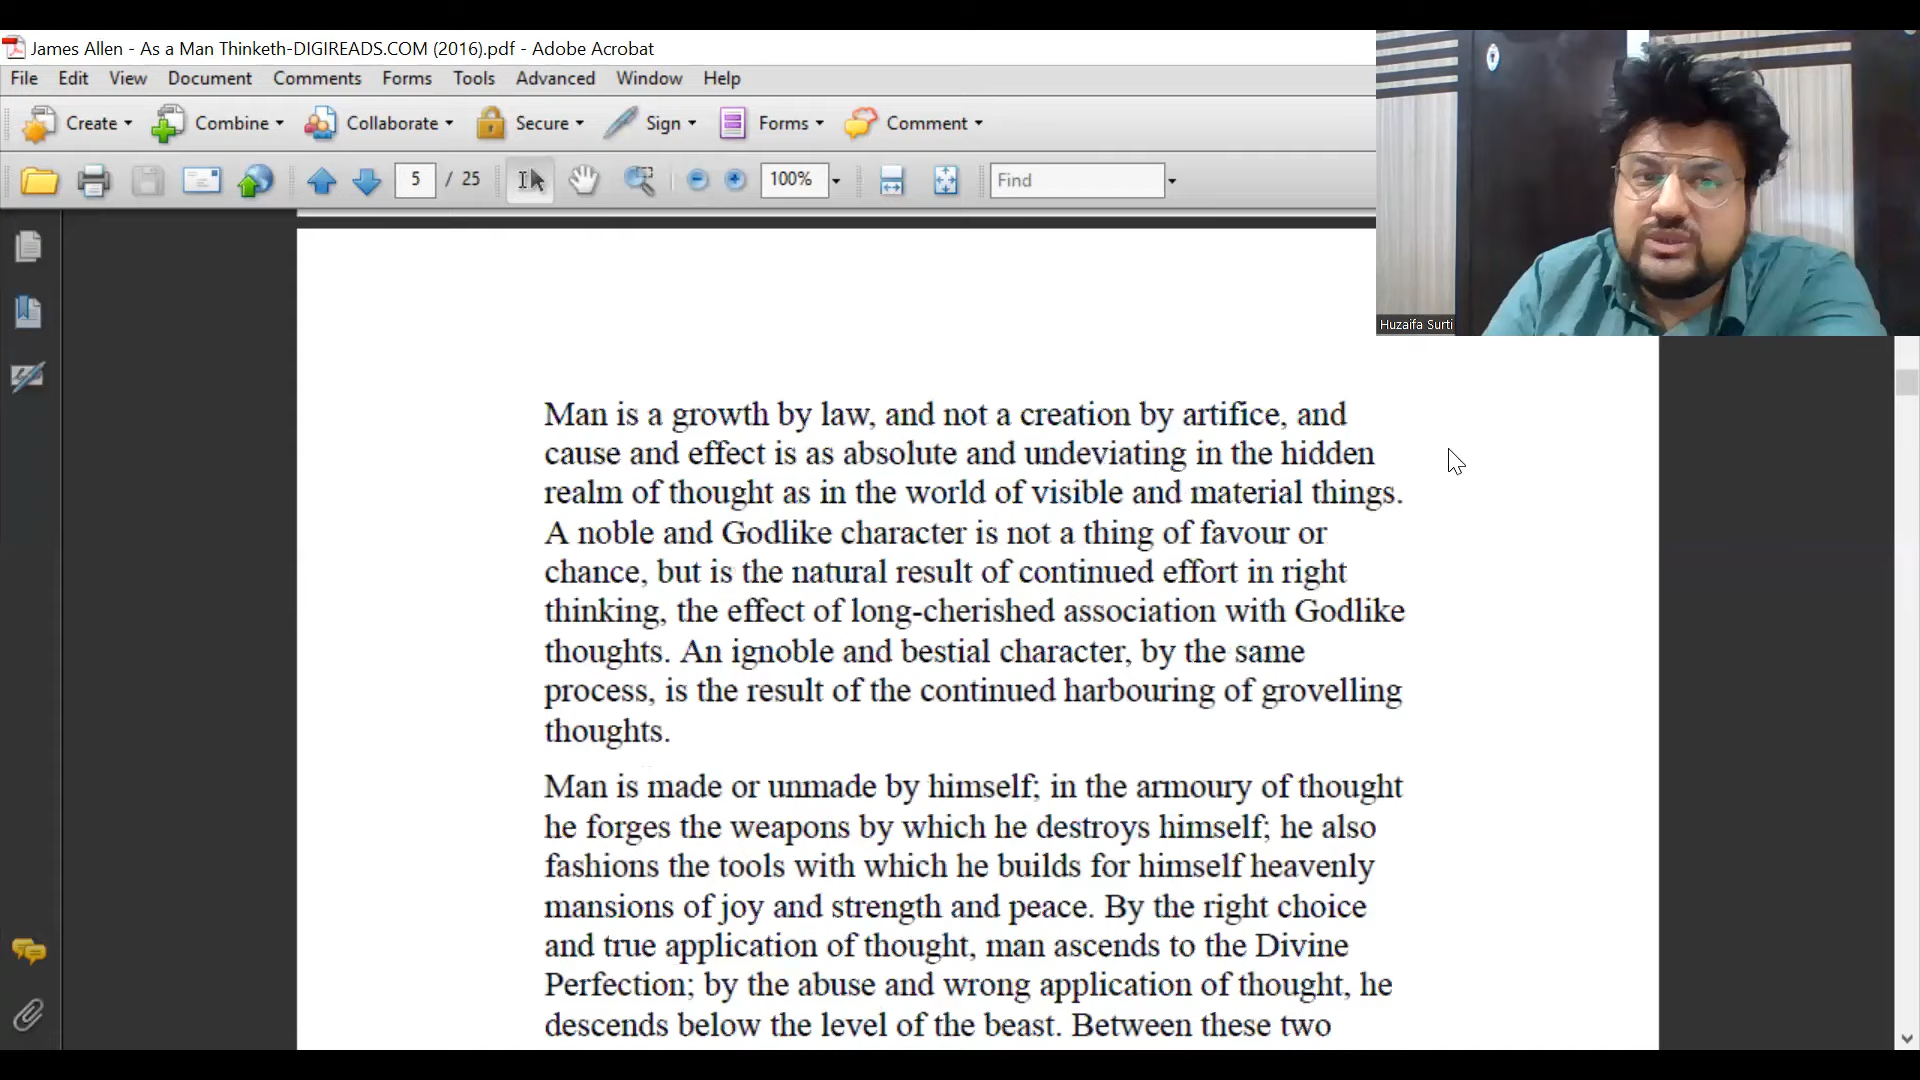 James Allen - As a Man Thinketh-DIGIREADS.COM (2016).pdf - Adobe Acrobat
File Edit View Document Comments Forms Tools Advanced Window Help
Create Combine Collaborate Secure Sign Forms Comment
5 / 25 100% Find
Huzaifa Surti
Man is a growth by law, and not a creation by artifice, and
cause and effect is as absolute and undeviating in the hidden
realm of thought as in the world of visible and material things.
A noble and Godlike character is not a thing of favour or
chance, but is the natural result of continued effort in right
thinking, the effect of long-cherished association with Godlike
thoughts. An ignoble and bestial character, by the same
process, is the result of the continued harbouring of grovelling
thoughts.
Man is made or unmade by himself; in the armoury of thought
he forges the weapons by which he destroys himself; he also
fashions the tools with which he builds for himself heavenly
mansions of joy and strength and peace. By the right choice
and true application of thought, man ascends to the Divine
Perfection; by the abuse and wrong application of thought, he
descends below the level of the beast. Between these two